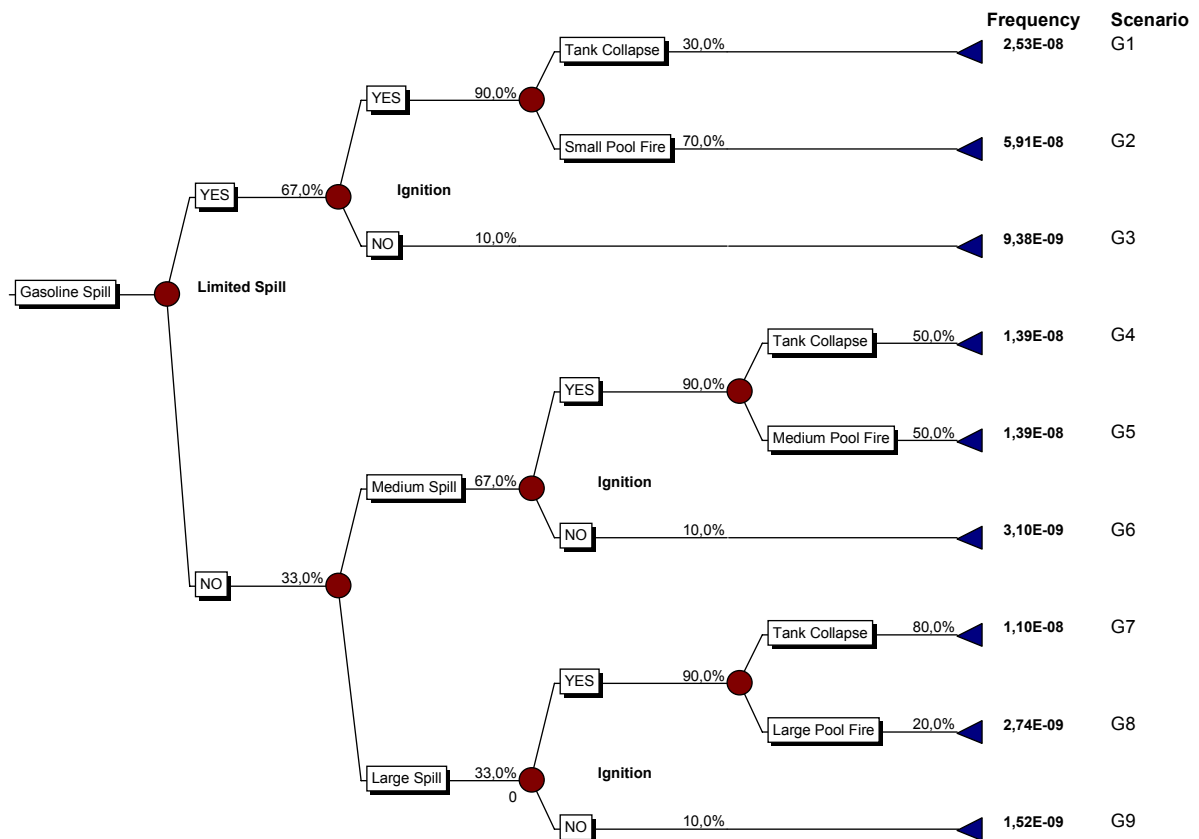 Frequency Scenario
Tank Collapse 30,0% 2,53E-08 G1
YES 90,0%
Small Pool Fire 70,0% 5,91E-08 G2
YES 67,0% Ignition
NO 10,0% 9,38E-09 G3
Gasoline Spill Limited Spill
Tank Collapse 50,0% 1,39E-08 G4
YES 90,0%
Medium Pool Fire 50,0% 1,39E-08 G5
Medium Spill 67,0% Ignition
NO 10,0% 3,10E-09 G6
NO 33,0%
Tank Collapse 80,0% 1,10E-08 G7
YES 90,0%
Large Pool Fire 20,0% 2,74E-09 G8
Large Spill 33,0% Ignition
0
NO 10,0% 1,52E-09 G9